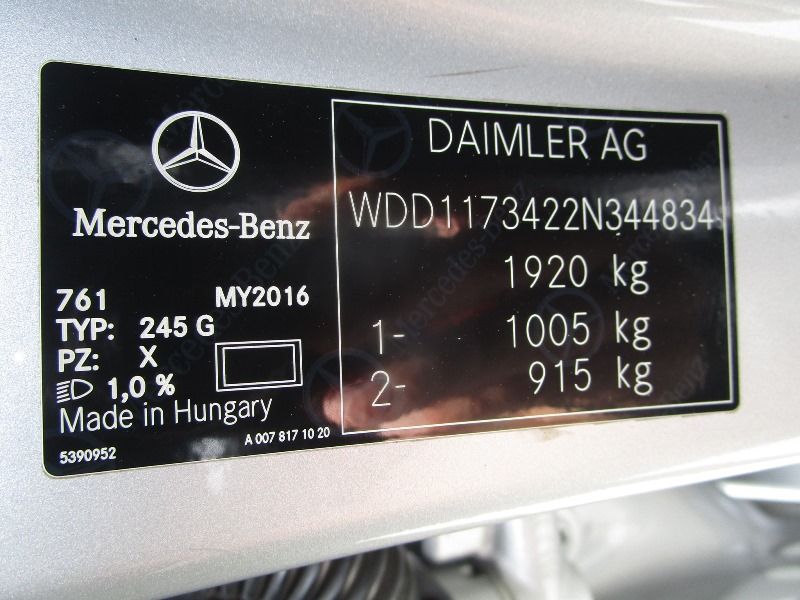 Mercedes-Benz
761 MY2016
TYP: 245 G
PZ: X
1,0 %
Made in Hungary
5390952 A 007 817 10 20
DAIMLER AG
WDD1173422N344834
1920 kg
1- 1005 kg
2- 915 kg